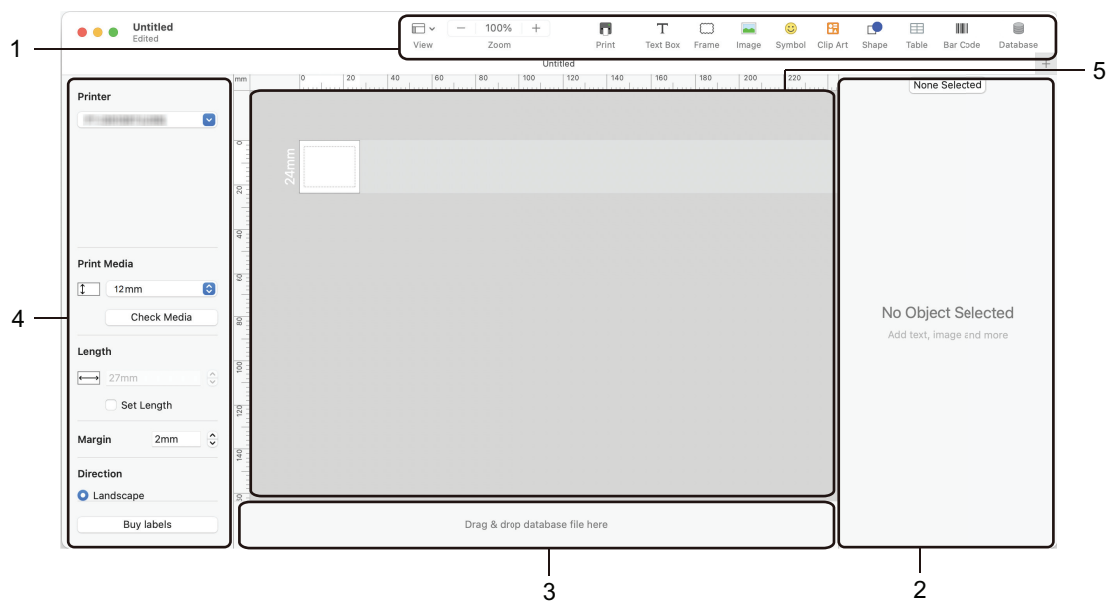 Untitled
Edited
100%
View
Zoom
Print
Text Box
Frame
Image
Symbol
Clip Art
Shape
Table
Bar Code
Database
1
Untitled
5
Printer
mm
0 20 40 60 80 100 120 140 160 180 200 220
None Selected
0
24mm
20
40
Print Media
60
12mm
80
Check Media
4
No Object Selected
Add text, image and more
Length
100
27mm
Set Length
120
Margin
2mm
140
Direction
Landscape
Buy labels
Drag & drop database file here
3
2